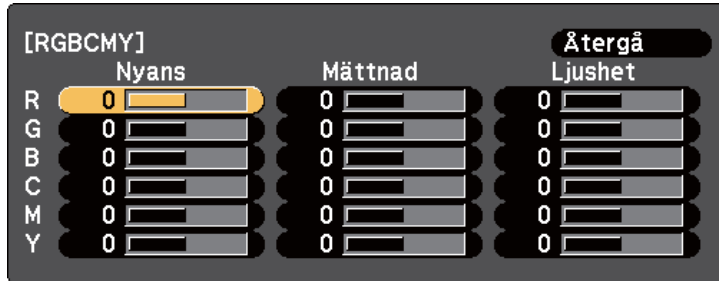 [RGBCMY] Återgå
Nyans Mättnad Ljushet
R 0 0 0
G 0 0 0
B 0 0 0
C 0 0 0
M 0 0 0
Y 0 0 0